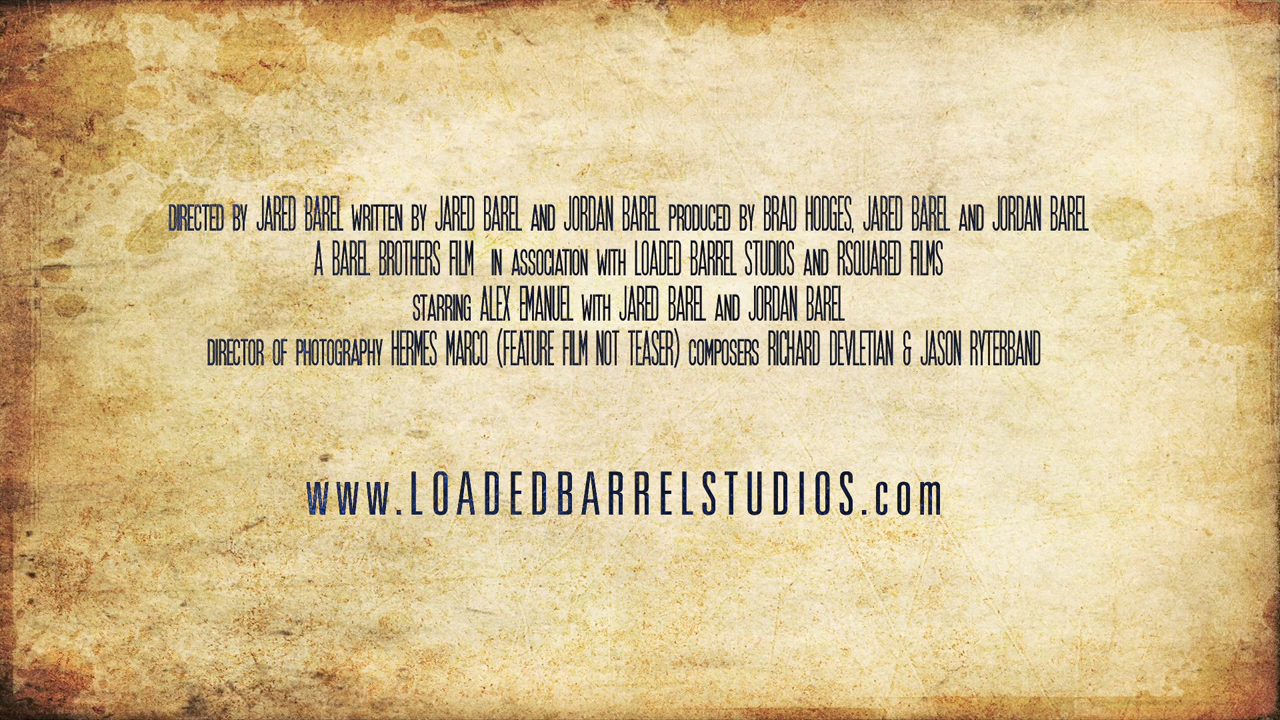 DIRECTED BY JARED BAREL WRITTEN BY JARED BAREL AND JORDAN BAREL PRODUCED BY BRAD HODGES, JARED BAREL AND JORDAN BAREL
A BAREL BROTHERS FILM IN ASSOCIATION WITH LOADED BARREL STUDIOS AND RSQUARED FILMS
STARRING ALEX EMANUEL WITH JARED BAREL AND JORDAN BAREL
DIRECTOR OF PHOTOGRAPHY HERMES MARCO (FEATURE FILM NOT TEASER) COMPOSERS RICHARD DEVLETIAN & JASON RYTERBAND
www.LOADEDBARRELSTUDIOS.com